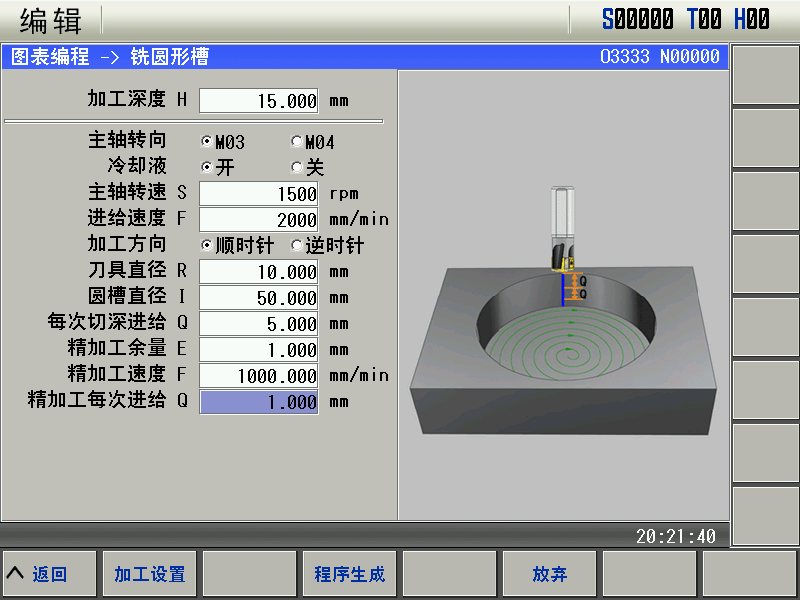 编辑 S00000 T00 H00
图表编程 -> 铣圆形槽 O3333 N00000
加工深度 H 15.000 mm
主轴转向 M03 M04
冷却液 开 关
主轴转速 S 1500 rpm
进给速度 F 2000 mm/min
加工方向 顺时针 逆时针
刀具直径 R 10.000 mm
圆槽直径 I 50.000 mm
每次切深进给 Q 5.000 mm
精加工余量 E 1.000 mm
精加工速度 F 1000.000 mm/min
精加工每次进给 Q 1.000 mm
Q
Q
20:21:40
返回 加工设置 程序生成 放弃